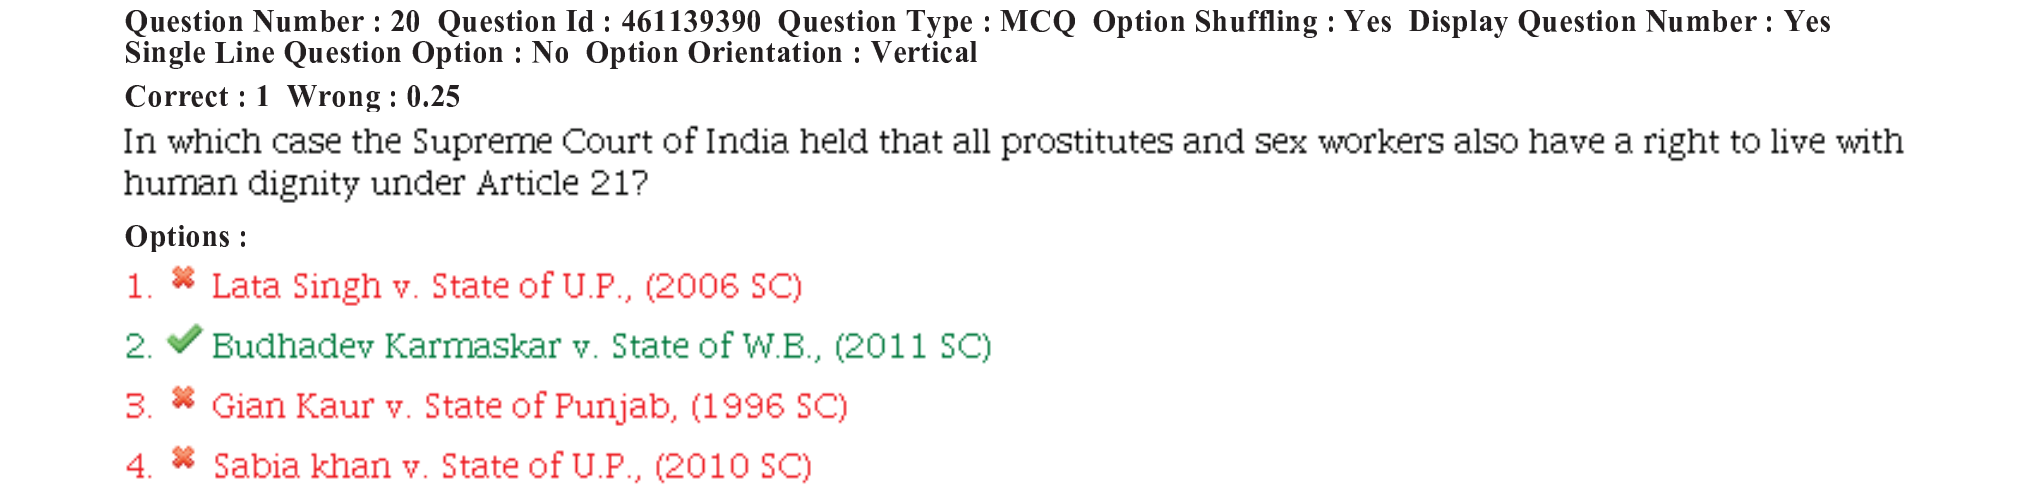 Question Number : 20 Question Id : 461139390 Question Type : MCQ Option Shuffling : Yes Display Question Number : Yes
Single Line Question Option : No Option Orientation : Vertical
Correct : 1 Wrong : 0.25
In which case the Supreme Court of India held that all prostitutes and sex workers also have a right to live with
human dignity under Article 21?
Options :
1. ✖ Lata Singh v. State of U.P., (2006 SC)
2. ✔ Budhadev Karmaskar v. State of W.B., (2011 SC)
3. ✖ Gian Kaur v. State of Punjab, (1996 SC)
4. ✖ Sabia khan v. State of U.P., (2010 SC)